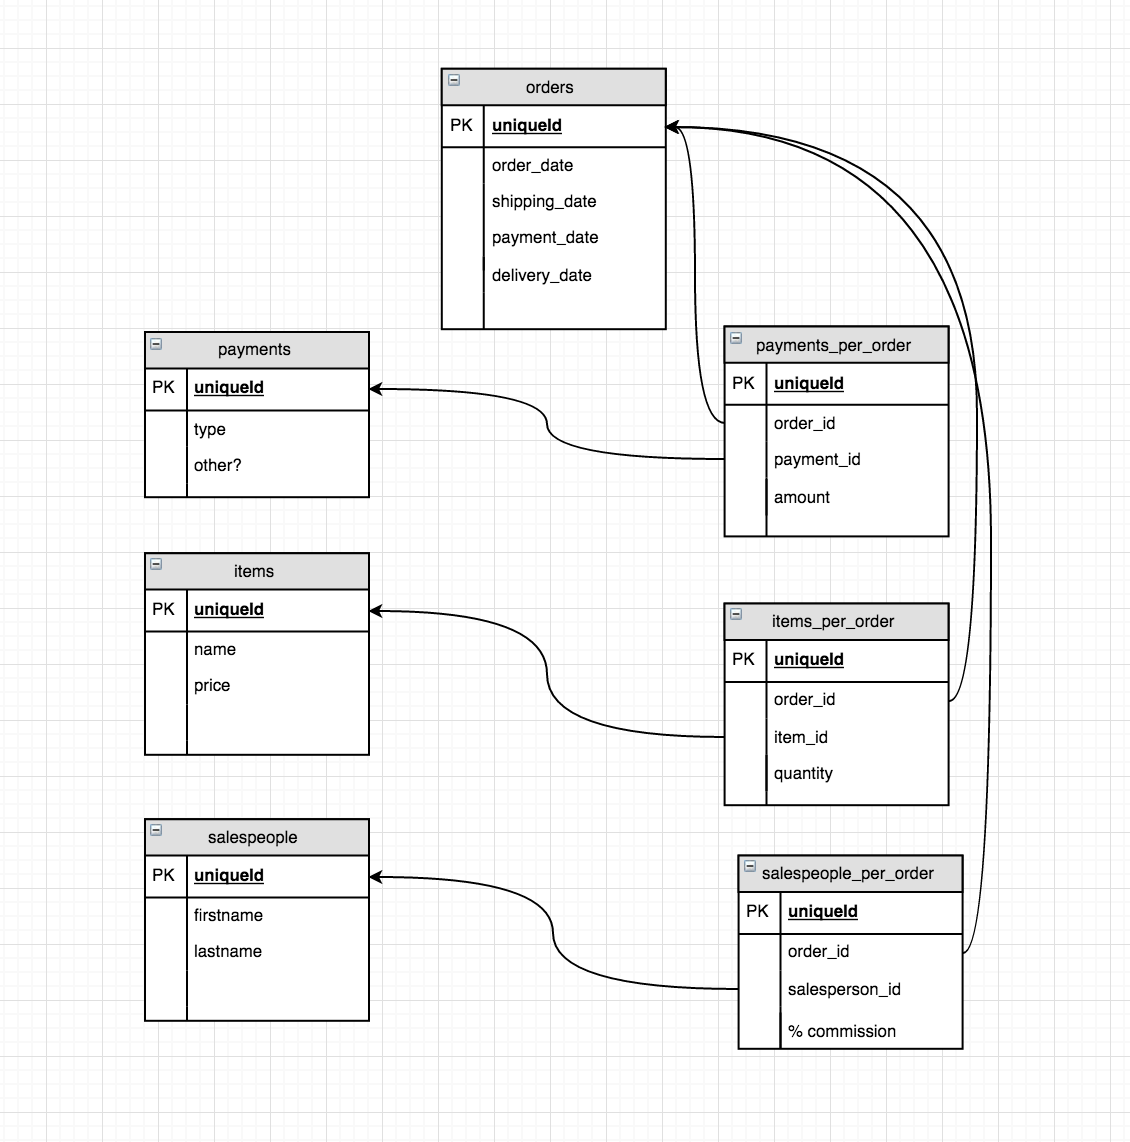 orders
PK uniqueId
order_date
shipping_date
payment_date
delivery_date
payments
PK uniqueId
type
other?
payments_per_order
PK uniqueId
order_id
payment_id
amount
items
PK uniqueId
name
price
items_per_order
PK uniqueId
order_id
item_id
quantity
salespeople
PK uniqueId
firstname
lastname
salespeople_per_order
PK uniqueId
order_id
salesperson_id
% commission